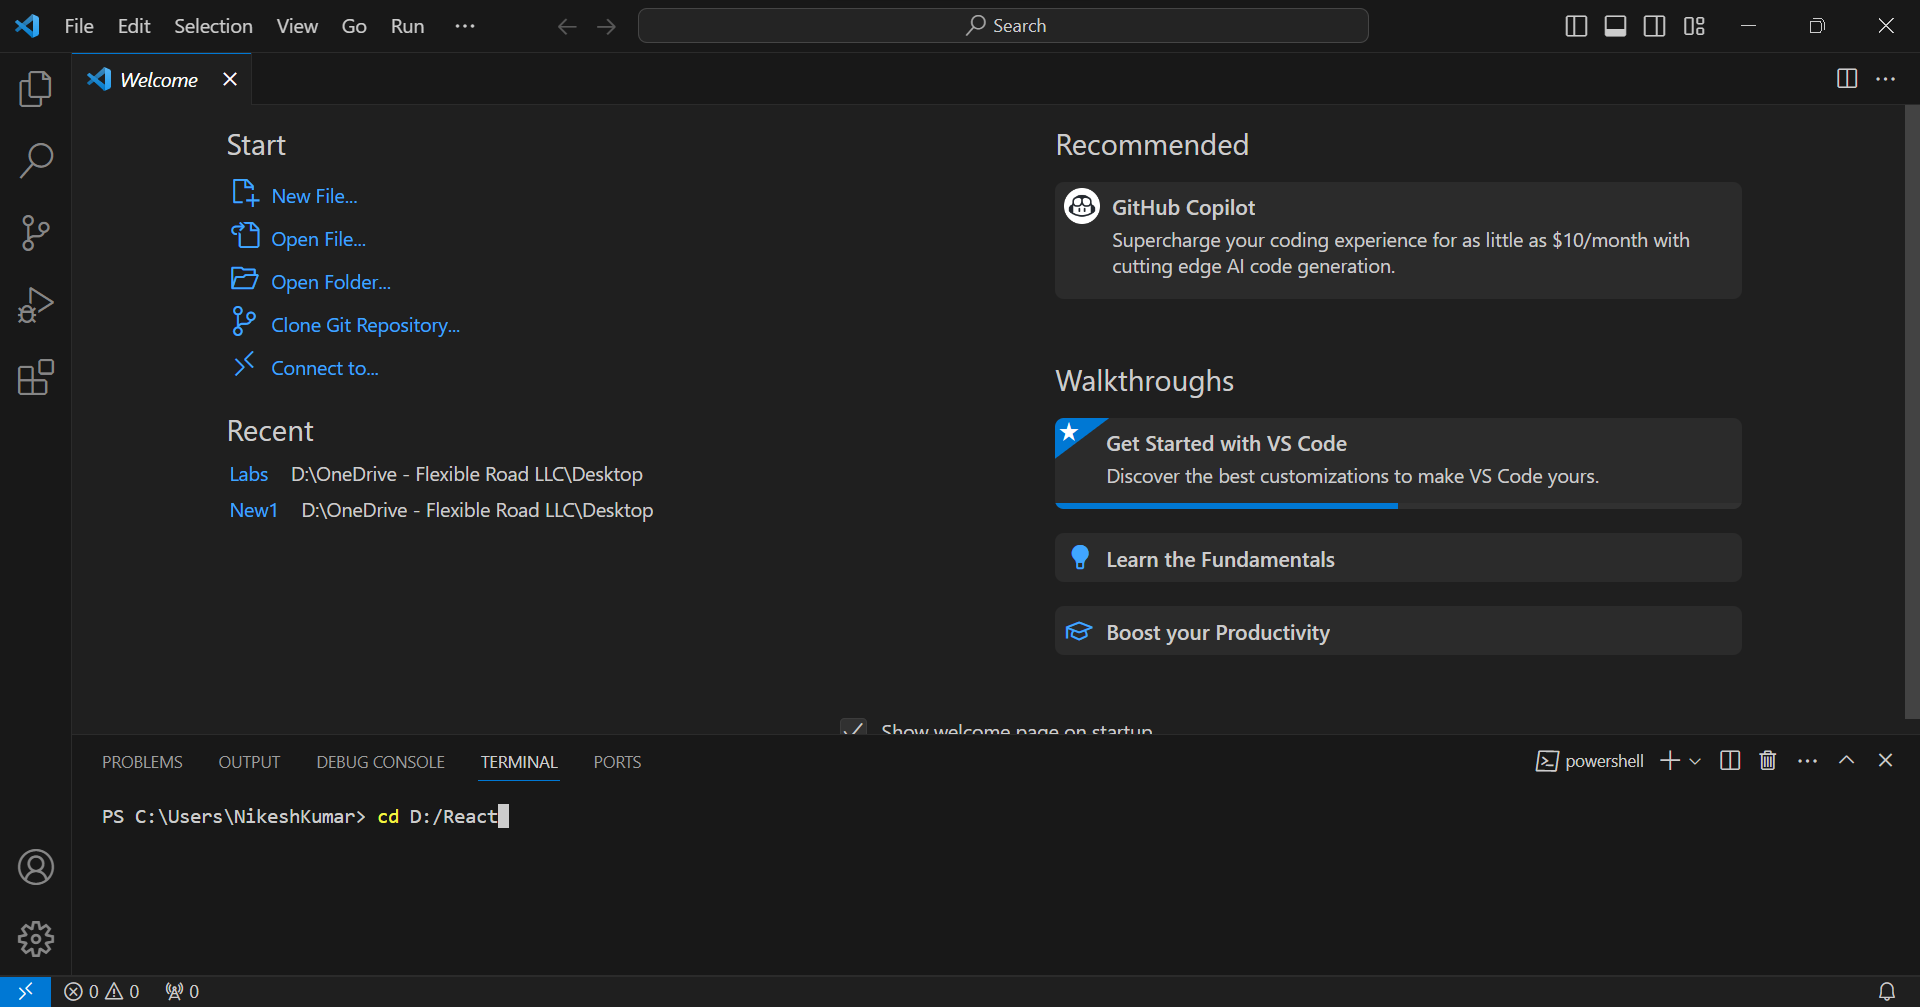 File Edit Selection View Go Run ···
Search
Welcome
Start
New File...
Open File...
Open Folder...
Clone Git Repository...
Connect to...
Recent
Labs D:\OneDrive - Flexible Road LLC\Desktop
New1 D:\OneDrive - Flexible Road LLC\Desktop
Recommended
GitHub Copilot
Supercharge your coding experience for as little as $10/month with
cutting edge AI code generation.
Walkthroughs
Get Started with VS Code
Discover the best customizations to make VS Code yours.
Learn the Fundamentals
Boost your Productivity
Show welcome page on startup
PROBLEMS OUTPUT DEBUG CONSOLE TERMINAL PORTS
powershell
PS C:\Users\NikeshKumar> cd D:/React
0 0 0